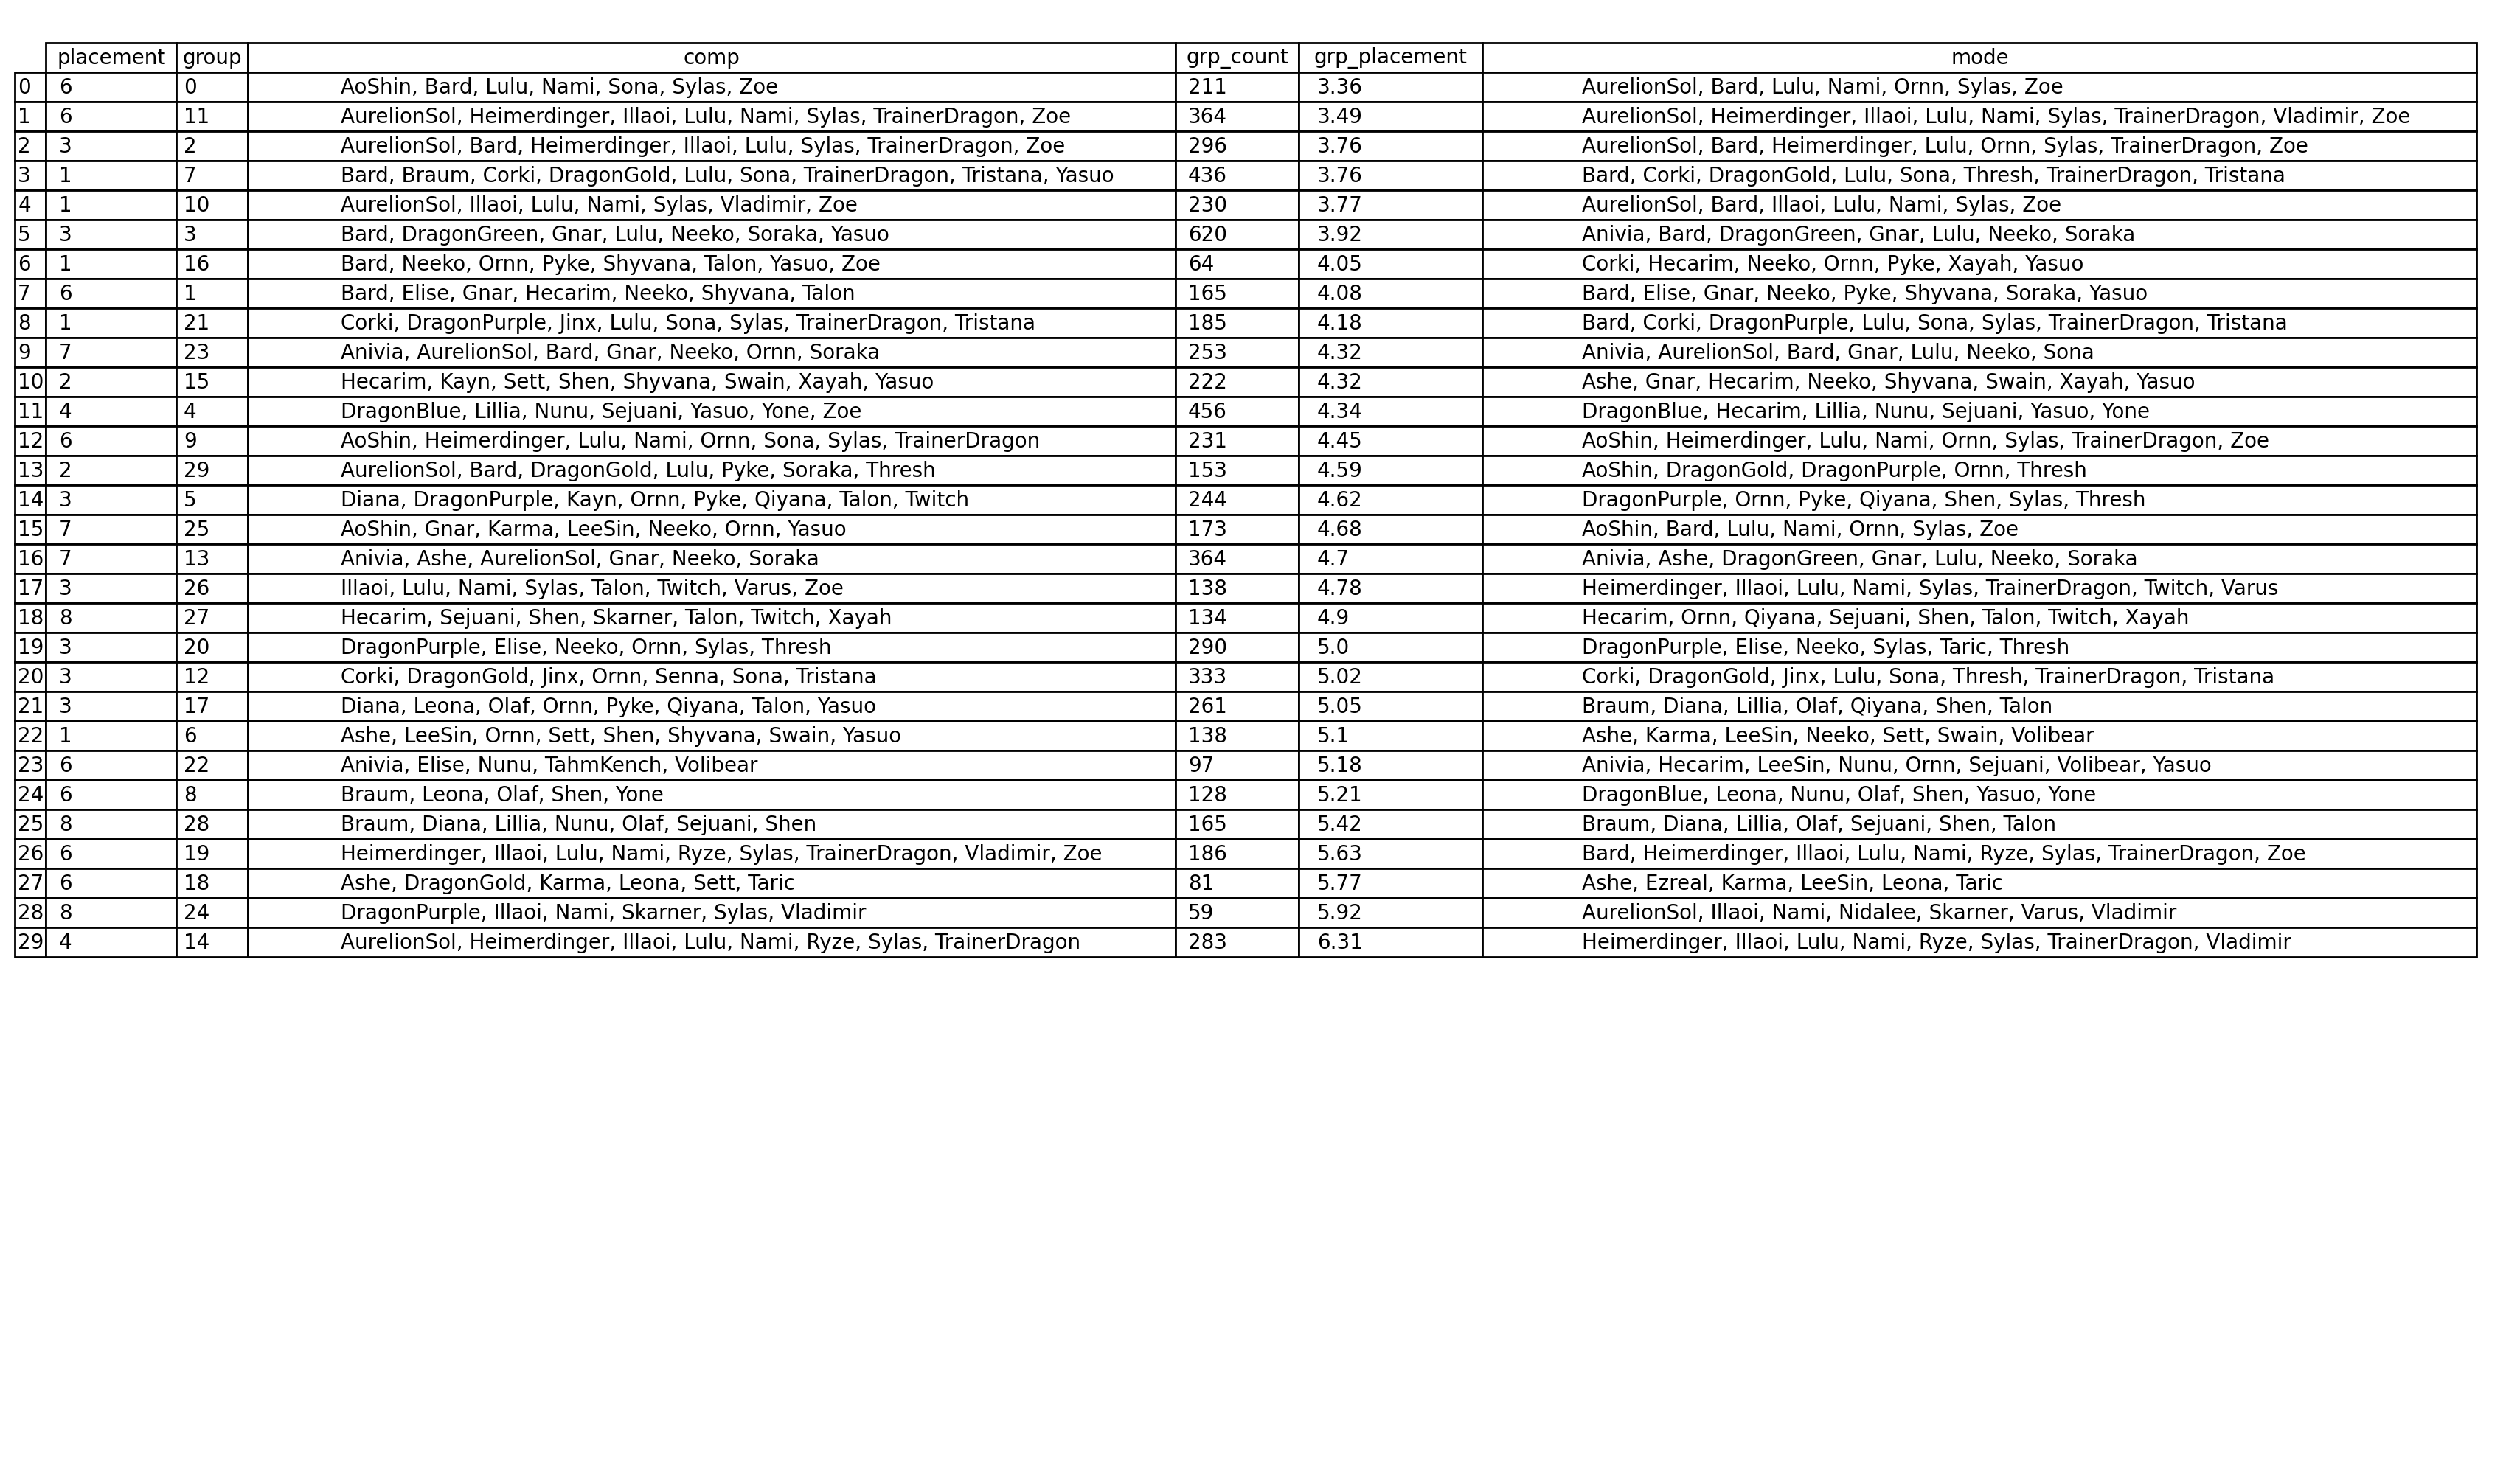 placement group comp grp_count grp_placement mode
0 6 0 AoShin, Bard, Lulu, Nami, Sona, Sylas, Zoe 211 3.36 AurelionSol, Bard, Lulu, Nami, Ornn, Sylas, Zoe
1 6 11 AurelionSol, Heimerdinger, Illaoi, Lulu, Nami, Sylas, TrainerDragon, Zoe 364 3.49 AurelionSol, Heimerdinger, Illaoi, Lulu, Nami, Sylas, TrainerDragon, Vladimir, Zoe
2 3 2 AurelionSol, Bard, Heimerdinger, Illaoi, Lulu, Sylas, TrainerDragon, Zoe 296 3.76 AurelionSol, Bard, Heimerdinger, Lulu, Ornn, Sylas, TrainerDragon, Zoe
3 1 7 Bard, Braum, Corki, DragonGold, Lulu, Sona, TrainerDragon, Tristana, Yasuo 436 3.76 Bard, Corki, DragonGold, Lulu, Sona, Thresh, TrainerDragon, Tristana
4 1 10 AurelionSol, Illaoi, Lulu, Nami, Sylas, Vladimir, Zoe 230 3.77 AurelionSol, Bard, Illaoi, Lulu, Nami, Sylas, Zoe
5 3 3 Bard, DragonGreen, Gnar, Lulu, Neeko, Soraka, Yasuo 620 3.92 Anivia, Bard, DragonGreen, Gnar, Lulu, Neeko, Soraka
6 1 16 Bard, Neeko, Ornn, Pyke, Shyvana, Talon, Yasuo, Zoe 64 4.05 Corki, Hecarim, Neeko, Ornn, Pyke, Xayah, Yasuo
7 6 1 Bard, Elise, Gnar, Hecarim, Neeko, Shyvana, Talon 165 4.08 Bard, Elise, Gnar, Neeko, Pyke, Shyvana, Soraka, Yasuo
8 1 21 Corki, DragonPurple, Jinx, Lulu, Sona, Sylas, TrainerDragon, Tristana 185 4.18 Bard, Corki, DragonPurple, Lulu, Sona, Sylas, TrainerDragon, Tristana
9 7 23 Anivia, AurelionSol, Bard, Gnar, Neeko, Ornn, Soraka 253 4.32 Anivia, AurelionSol, Bard, Gnar, Lulu, Neeko, Sona
10 2 15 Hecarim, Kayn, Sett, Shen, Shyvana, Swain, Xayah, Yasuo 222 4.32 Ashe, Gnar, Hecarim, Neeko, Shyvana, Swain, Xayah, Yasuo
11 4 4 DragonBlue, Lillia, Nunu, Sejuani, Yasuo, Yone, Zoe 456 4.34 DragonBlue, Hecarim, Lillia, Nunu, Sejuani, Yasuo, Yone
12 6 9 AoShin, Heimerdinger, Lulu, Nami, Ornn, Sona, Sylas, TrainerDragon 231 4.45 AoShin, Heimerdinger, Lulu, Nami, Ornn, Sylas, TrainerDragon, Zoe
13 2 29 AurelionSol, Bard, DragonGold, Lulu, Pyke, Soraka, Thresh 153 4.59 AoShin, DragonGold, DragonPurple, Ornn, Thresh
14 3 5 Diana, DragonPurple, Kayn, Ornn, Pyke, Qiyana, Talon, Twitch 244 4.62 DragonPurple, Ornn, Pyke, Qiyana, Shen, Sylas, Thresh
15 7 25 AoShin, Gnar, Karma, LeeSin, Neeko, Ornn, Yasuo 173 4.68 AoShin, Bard, Lulu, Nami, Ornn, Sylas, Zoe
16 7 13 Anivia, Ashe, AurelionSol, Gnar, Neeko, Soraka 364 4.7 Anivia, Ashe, DragonGreen, Gnar, Lulu, Neeko, Soraka
17 3 26 Illaoi, Lulu, Nami, Sylas, Talon, Twitch, Varus, Zoe 138 4.78 Heimerdinger, Illaoi, Lulu, Nami, Sylas, TrainerDragon, Twitch, Varus
18 8 27 Hecarim, Sejuani, Shen, Skarner, Talon, Twitch, Xayah 134 4.9 Hecarim, Ornn, Qiyana, Sejuani, Shen, Talon, Twitch, Xayah
19 3 20 DragonPurple, Elise, Neeko, Ornn, Sylas, Thresh 290 5.0 DragonPurple, Elise, Neeko, Sylas, Taric, Thresh
20 3 12 Corki, DragonGold, Jinx, Ornn, Senna, Sona, Tristana 333 5.02 Corki, DragonGold, Jinx, Lulu, Sona, Thresh, TrainerDragon, Tristana
21 3 17 Diana, Leona, Olaf, Ornn, Pyke, Qiyana, Talon, Yasuo 261 5.05 Braum, Diana, Lillia, Olaf, Qiyana, Shen, Talon
22 1 6 Ashe, LeeSin, Ornn, Sett, Shen, Shyvana, Swain, Yasuo 138 5.1 Ashe, Karma, LeeSin, Neeko, Sett, Swain, Volibear
23 6 22 Anivia, Elise, Nunu, TahmKench, Volibear 97 5.18 Anivia, Hecarim, LeeSin, Nunu, Ornn, Sejuani, Volibear, Yasuo
24 6 8 Braum, Leona, Olaf, Shen, Yone 128 5.21 DragonBlue, Leona, Nunu, Olaf, Shen, Yasuo, Yone
25 8 28 Braum, Diana, Lillia, Nunu, Olaf, Sejuani, Shen 165 5.42 Braum, Diana, Lillia, Olaf, Sejuani, Shen, Talon
26 6 19 Heimerdinger, Illaoi, Lulu, Nami, Ryze, Sylas, TrainerDragon, Vladimir, Zoe 186 5.63 Bard, Heimerdinger, Illaoi, Lulu, Nami, Ryze, Sylas, TrainerDragon, Zoe
27 6 18 Ashe, DragonGold, Karma, Leona, Sett, Taric 81 5.77 Ashe, Ezreal, Karma, LeeSin, Leona, Taric
28 8 24 DragonPurple, Illaoi, Nami, Skarner, Sylas, Vladimir 59 5.92 AurelionSol, Illaoi, Nami, Nidalee, Skarner, Varus, Vladimir
29 4 14 AurelionSol, Heimerdinger, Illaoi, Lulu, Nami, Ryze, Sylas, TrainerDragon 283 6.31 Heimerdinger, Illaoi, Lulu, Nami, Ryze, Sylas, TrainerDragon, Vladimir